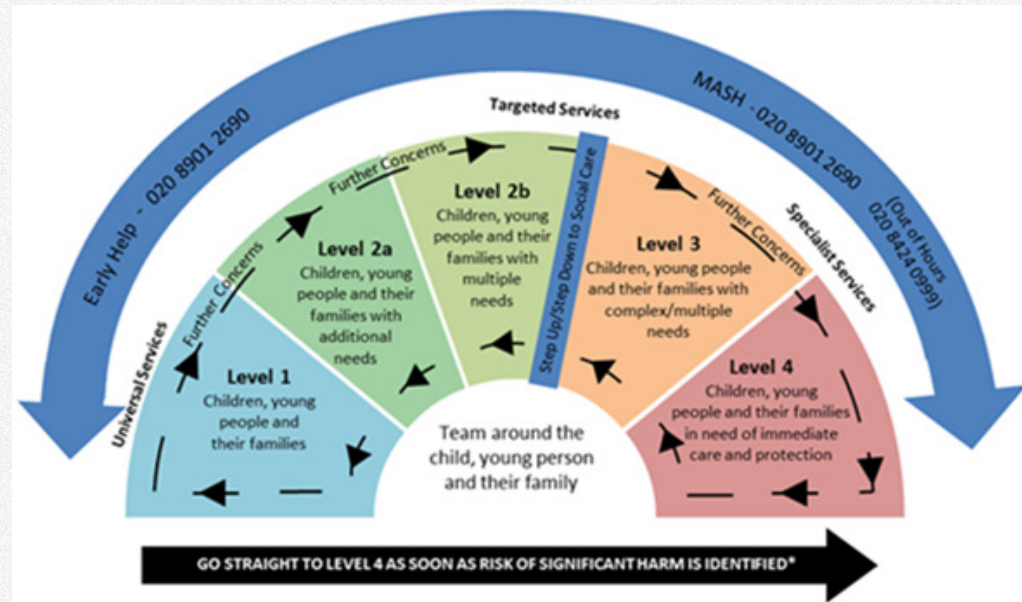 Early Help - 020 8901 2690
MASH - 020 8901 2690
(Out of Hours
020 8424 0999)
Universal Services
Targeted Services
Specialist Services
Further Concerns
Further Concerns
Further Concerns
Level 1
Children, young
people and
their families
Level 2a
Children, young
people and their
families with
additional
needs
Level 2b
Children, young
people and their
families with
multiple
needs
Step Up/Step Down to Social Care
Level 3
Children, young people
and their families with
complex/multiple
needs
Level 4
Children, young
people and their families
in need of immediate
care and protection
Team around the
child, young person
and their family
GO STRAIGHT TO LEVEL 4 AS SOON AS RISK OF SIGNIFICANT HARM IS IDENTIFIED*